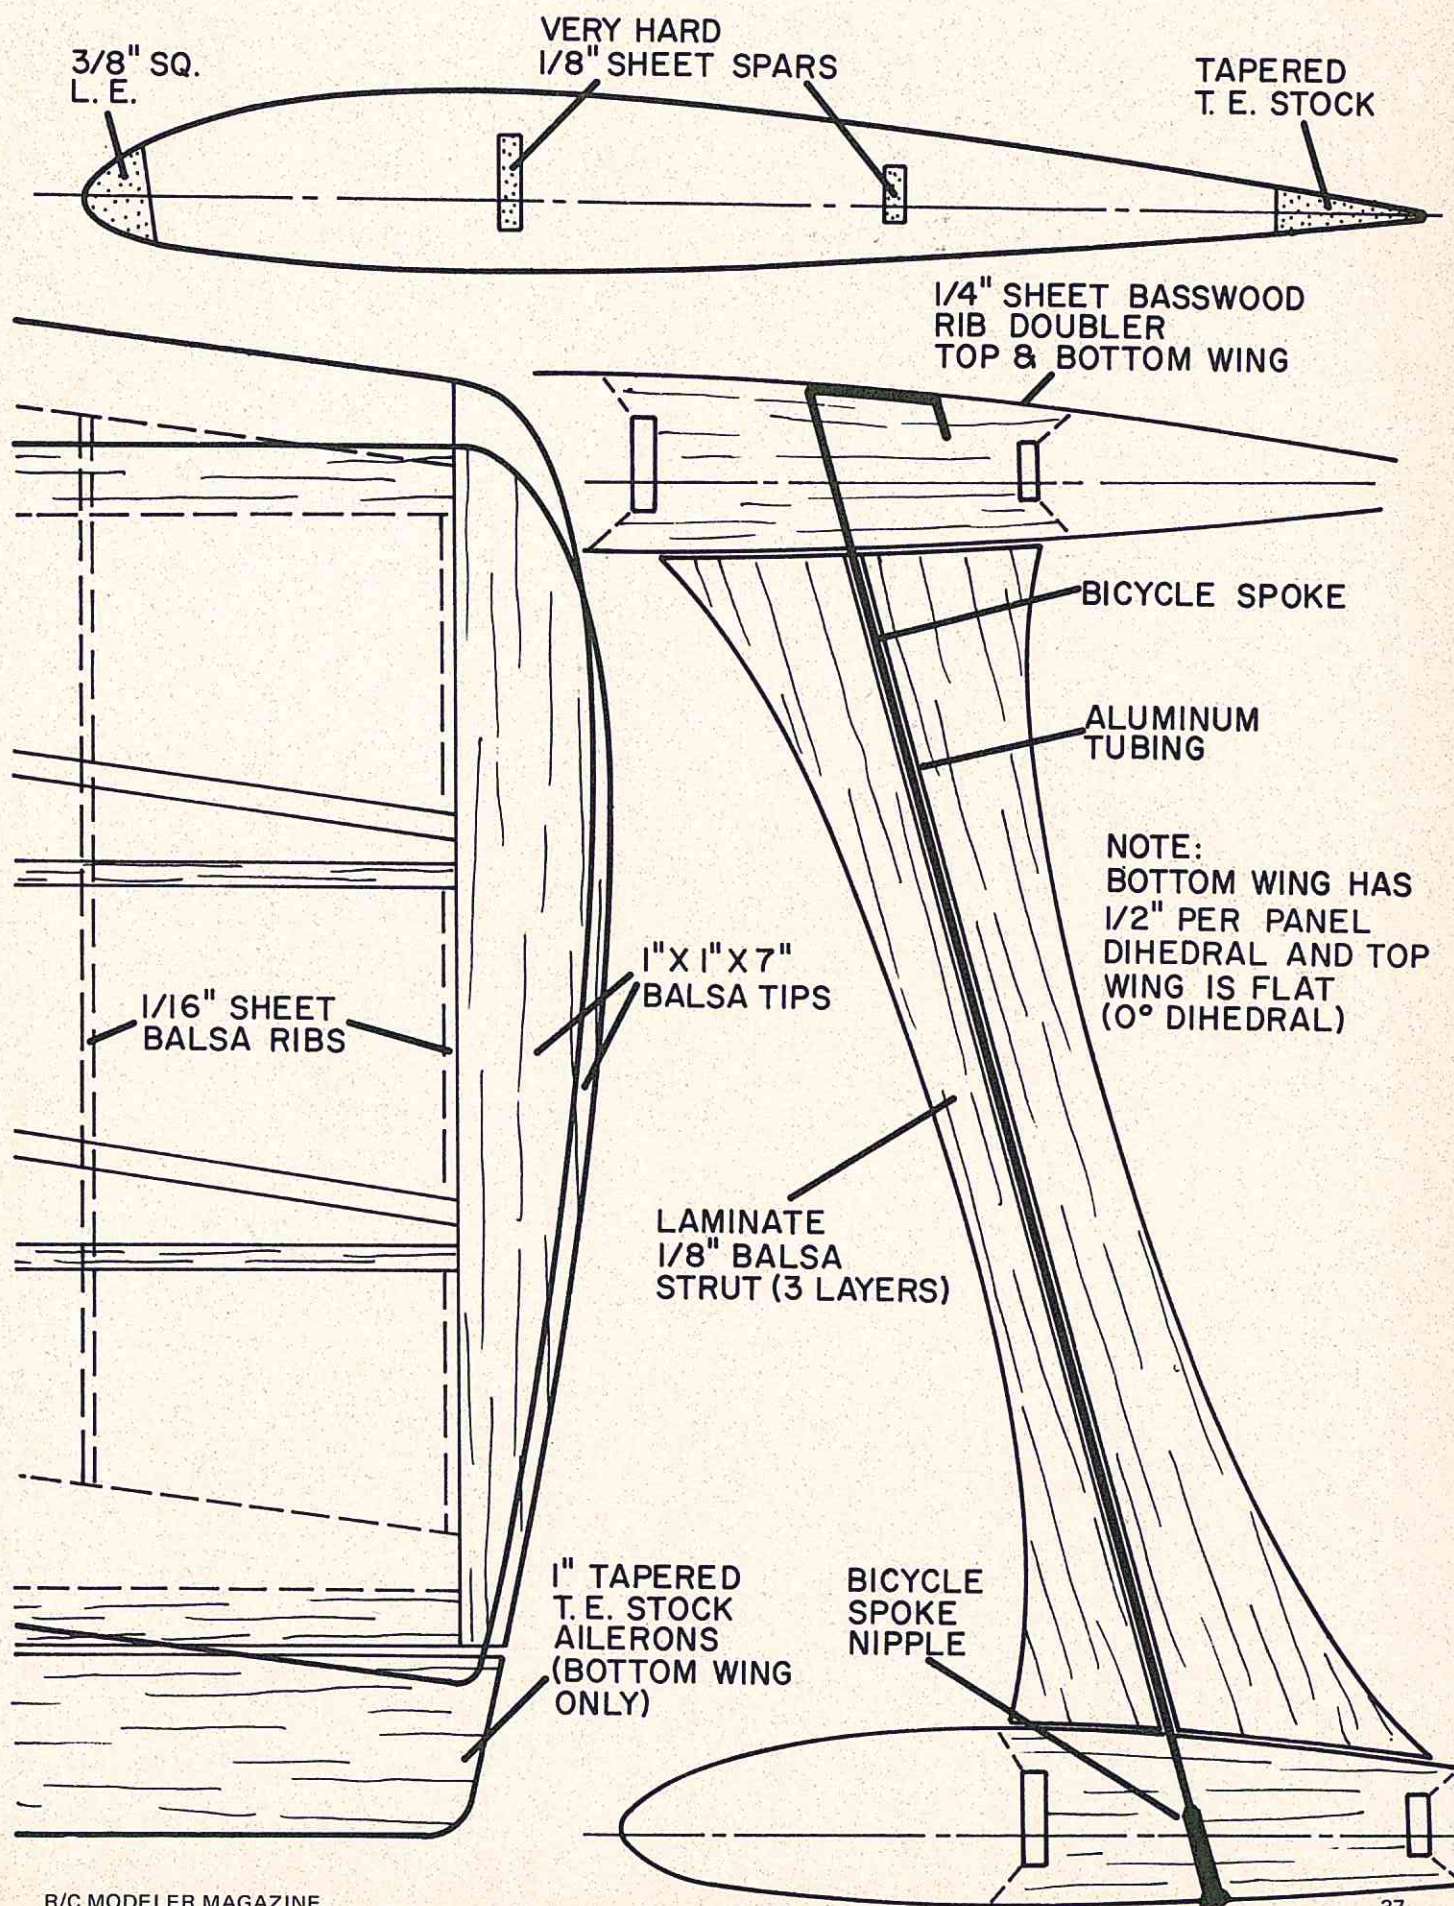 3/8" SQ.
L. E.
VERY HARD
1/8" SHEET SPARS
TAPERED
T. E. STOCK
1/4" SHEET BASSWOOD
RIB DOUBLER
TOP & BOTTOM WING
BICYCLE SPOKE
ALUMINUM
TUBING
NOTE:
BOTTOM WING HAS
1/2" PER PANEL
DIHEDRAL AND TOP
WING IS FLAT
(0° DIHEDRAL)
1" X 1" X 7"
BALSA TIPS
1/16" SHEET
BALSA RIBS
LAMINATE
1/8" BALSA
STRUT (3 LAYERS)
1" TAPERED
T. E. STOCK
AILERONS
(BOTTOM WING
ONLY)
BICYCLE
SPOKE
NIPPLE
R/C MODELER MAGAZINE
27